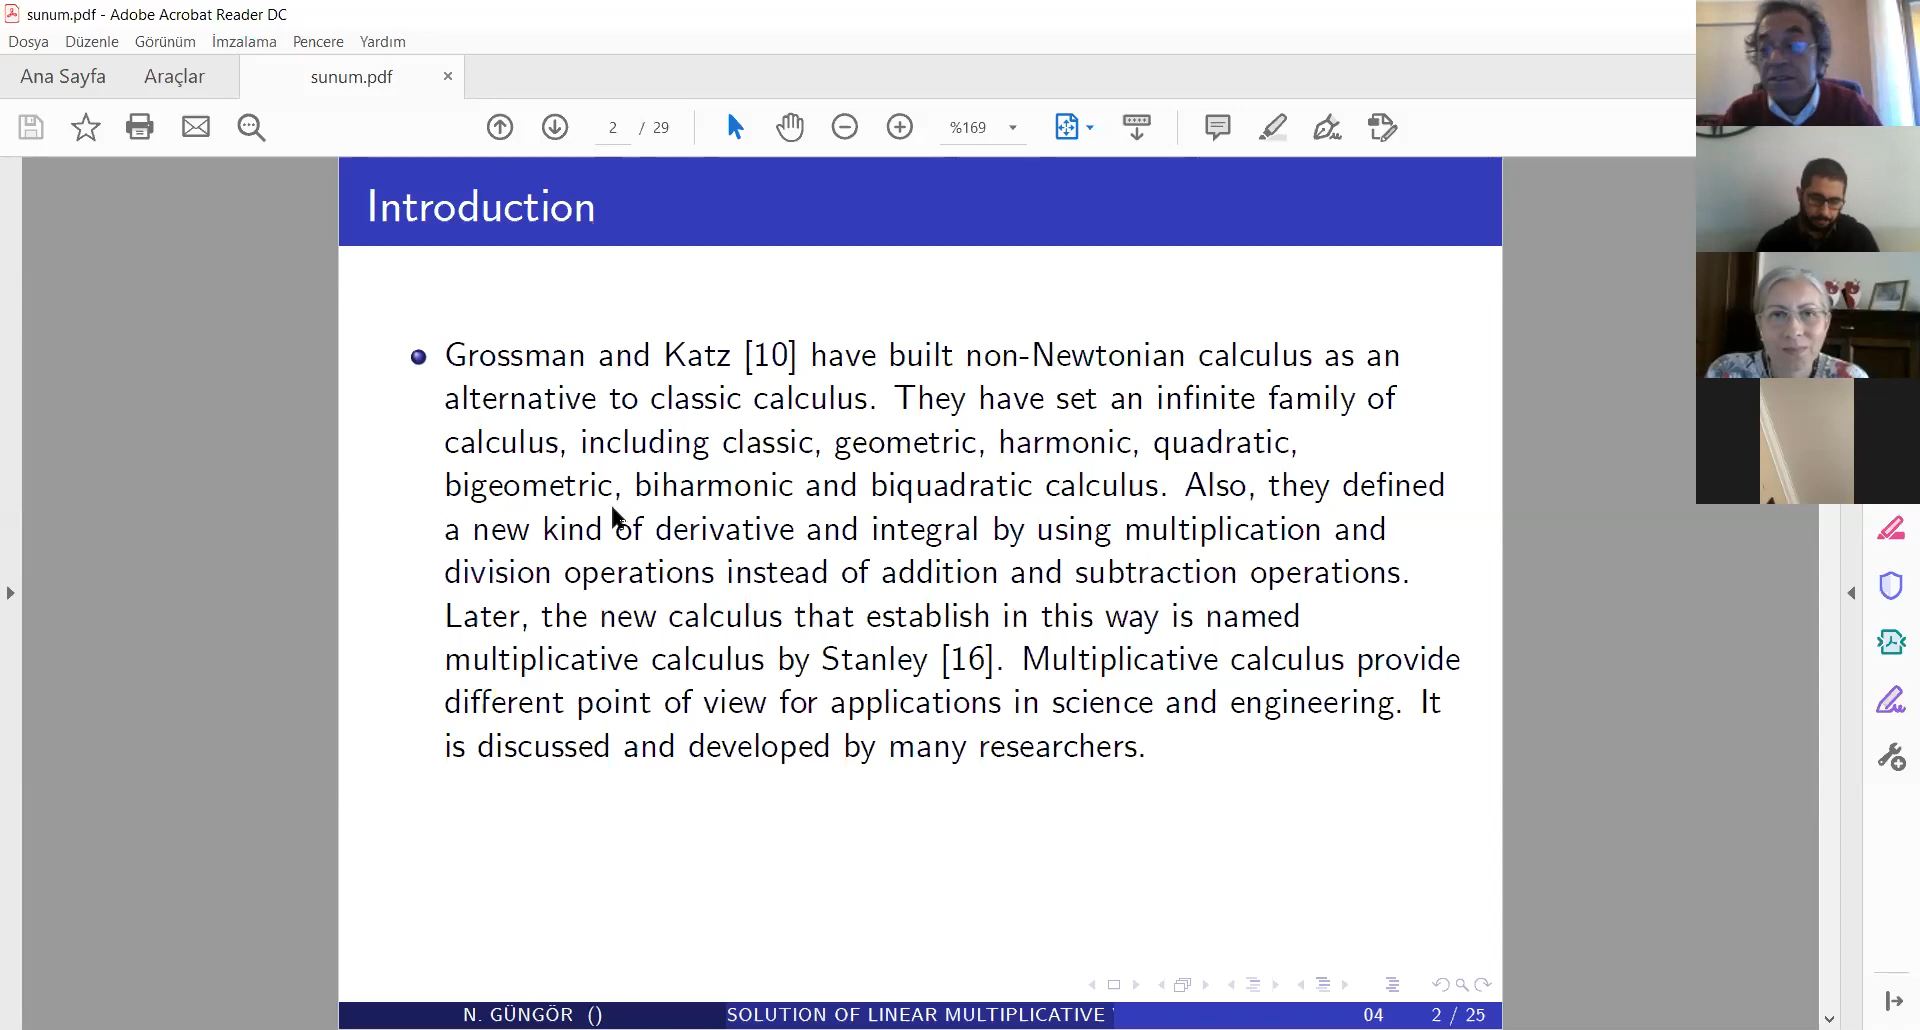 sunum.pdf - Adobe Acrobat Reader DC
Dosya Düzenle Görünüm İmzalama Pencere Yardım
Ana Sayfa Araçlar sunum.pdf ×
2 / 29 %169
Introduction
Grossman and Katz [10] have built non-Newtonian calculus as an
alternative to classic calculus. They have set an infinite family of
calculus, including classic, geometric, harmonic, quadratic,
bigeometric, biharmonic and biquadratic calculus. Also, they defined
a new kind of derivative and integral by using multiplication and
division operations instead of addition and subtraction operations.
Later, the new calculus that establish in this way is named
multiplicative calculus by Stanley [16]. Multiplicative calculus provide
different point of view for applications in science and engineering. It
is discussed and developed by many researchers.
N. GÜNGÖR () SOLUTION OF LINEAR MULTIPLICATIVE 04 2 / 25